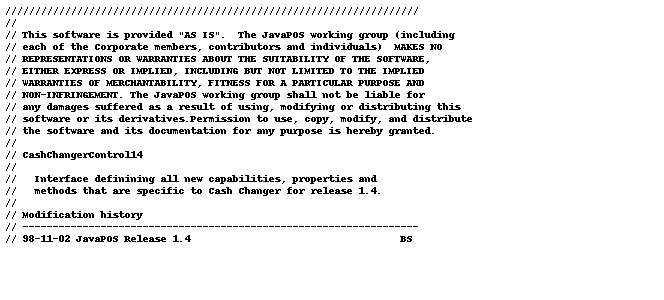 //////////////////////////////////////////////////////////////////////
//
// This software is provided "AS IS".  The JavaPOS working group (including
// each of the Corporate members, contributors and individuals)  MAKES NO
// REPRESENTATIONS OR WARRANTIES ABOUT THE SUITABILITY OF THE SOFTWARE,
// EITHER EXPRESS OR IMPLIED, INCLUDING BUT NOT LIMITED TO THE IMPLIED
// WARRANTIES OF MERCHANTABILITY, FITNESS FOR A PARTICULAR PURPOSE AND
// NON-INFRINGEMENT. The JavaPOS working group shall not be liable for
// any damages suffered as a result of using, modifying or distributing this
// software or its derivatives.Permission to use, copy, modify, and distribute
// the software and its documentation for any purpose is hereby granted.
//
// CashChangerControl14
//
//   Interface definining all new capabilities, properties and
//   methods that are specific to Cash Changer for release 1.4.
//
// Modification history
// -------------------------------------------------------------------
// 98-11-02 JavaPOS Release 1.4                                   BS